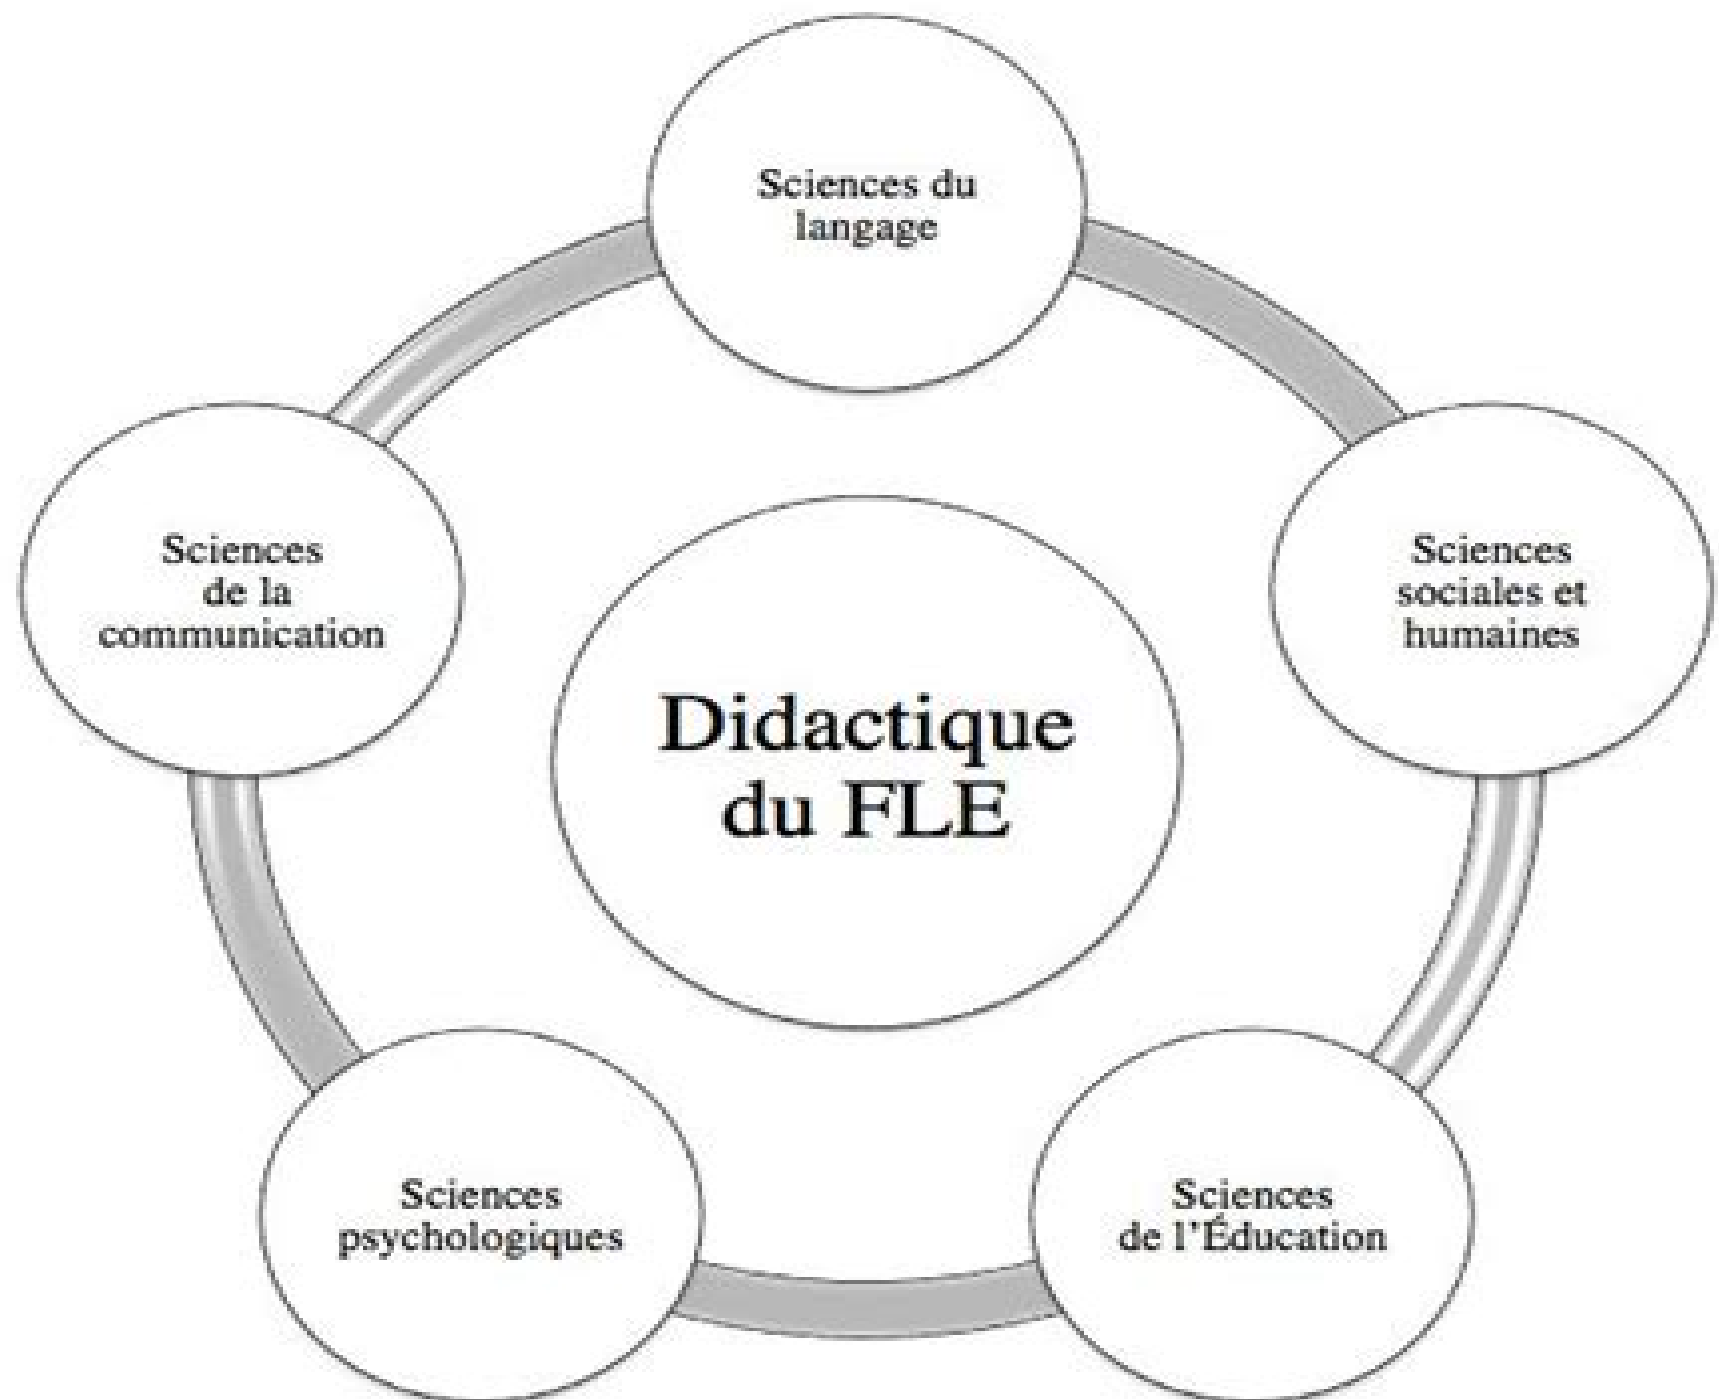 Sciences du
langage
Sciences
de la
communication
Sciences
sociales et
humaines
Didactique
du FLE
Sciences
psychologiques
Sciences
de l'Éducation